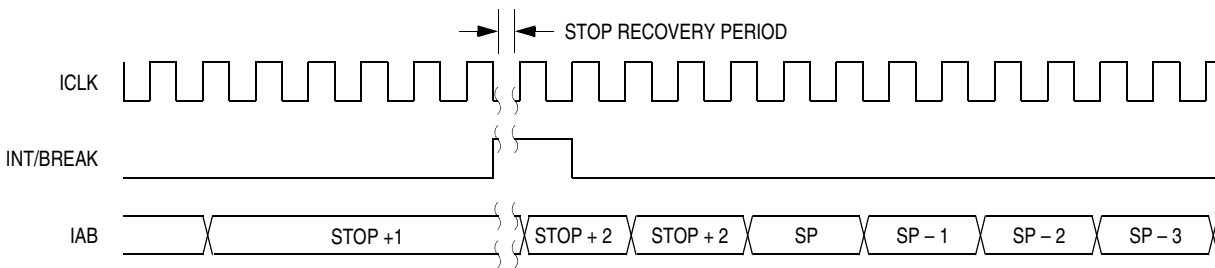 STOP RECOVERY PERIOD
ICLK
INT/BREAK
IAB
STOP +1
STOP + 2
STOP + 2
SP
SP – 1
SP – 2
SP – 3